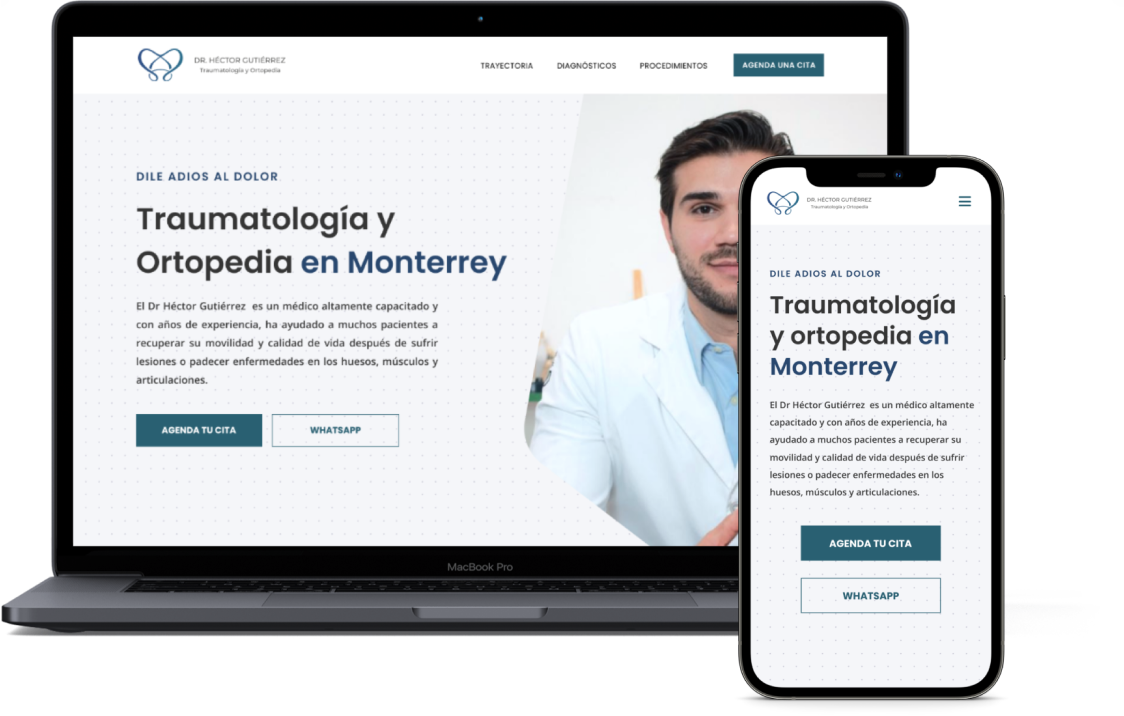 DR. HÉCTOR GUTIÉRREZ
Traumatología y Ortopedia
TRAYECTORIA
DIAGNÓSTICOS
PROCEDIMIENTOS
AGENDA UNA CITA
DILE ADIOS AL DOLOR
Traumatología y
Ortopedia en Monterrey
El Dr Héctor Gutiérrez es un médico altamente capacitado y
con años de experiencia, ha ayudado a muchos pacientes a
recuperar su movilidad y calidad de vida después de sufrir
lesiones o padecer enfermedades en los huesos, músculos y
articulaciones.
AGENDA TU CITA
WHATSAPP
MacBook Pro
DR. HÉCTOR GUTIÉRREZ
Traumatología y Ortopedia
DILE ADIOS AL DOLOR
Traumatología
y ortopedia en
Monterrey
El Dr Héctor Gutiérrez es un médico altamente
capacitado y con años de experiencia, ha
ayudado a muchos pacientes a recuperar su
movilidad y calidad de vida después de sufrir
lesiones o padecer enfermedades en los
huesos, músculos y articulaciones.
AGENDA TU CITA
WHATSAPP